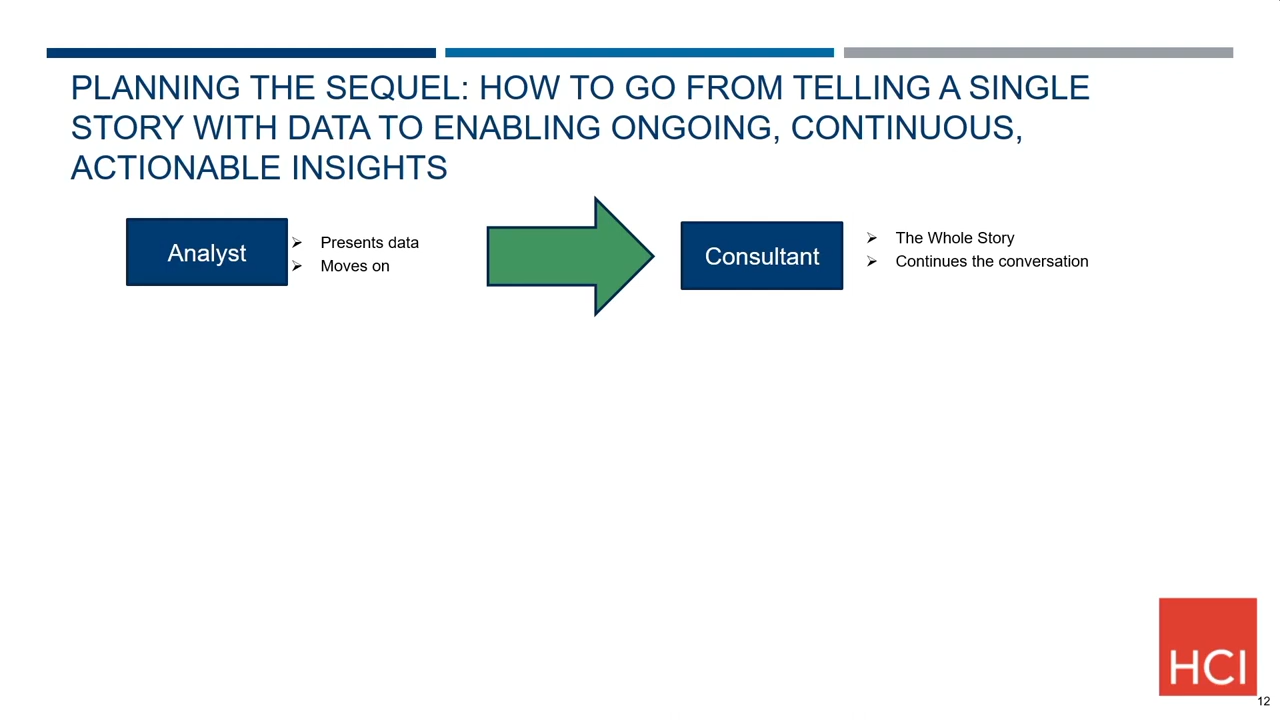 PLANNING THE SEQUEL: HOW TO GO FROM TELLING A SINGLE
STORY WITH DATA TO ENABLING ONGOING, CONTINUOUS,
ACTIONABLE INSIGHTS
Analyst
Presents data
Moves on
Consultant
The Whole Story
Continues the conversation
HCI
12